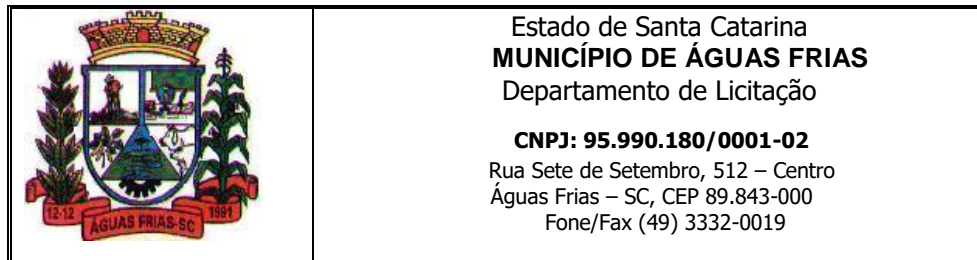 12-12
ÁGUAS FRIAS-SC
1991
Estado de Santa Catarina
MUNICÍPIO DE ÁGUAS FRIAS
Departamento de Licitação
CNPJ: 95.990.180/0001-02
Rua Sete de Setembro, 512 – Centro
Águas Frias – SC, CEP 89.843-000
Fone/Fax (49) 3332-0019